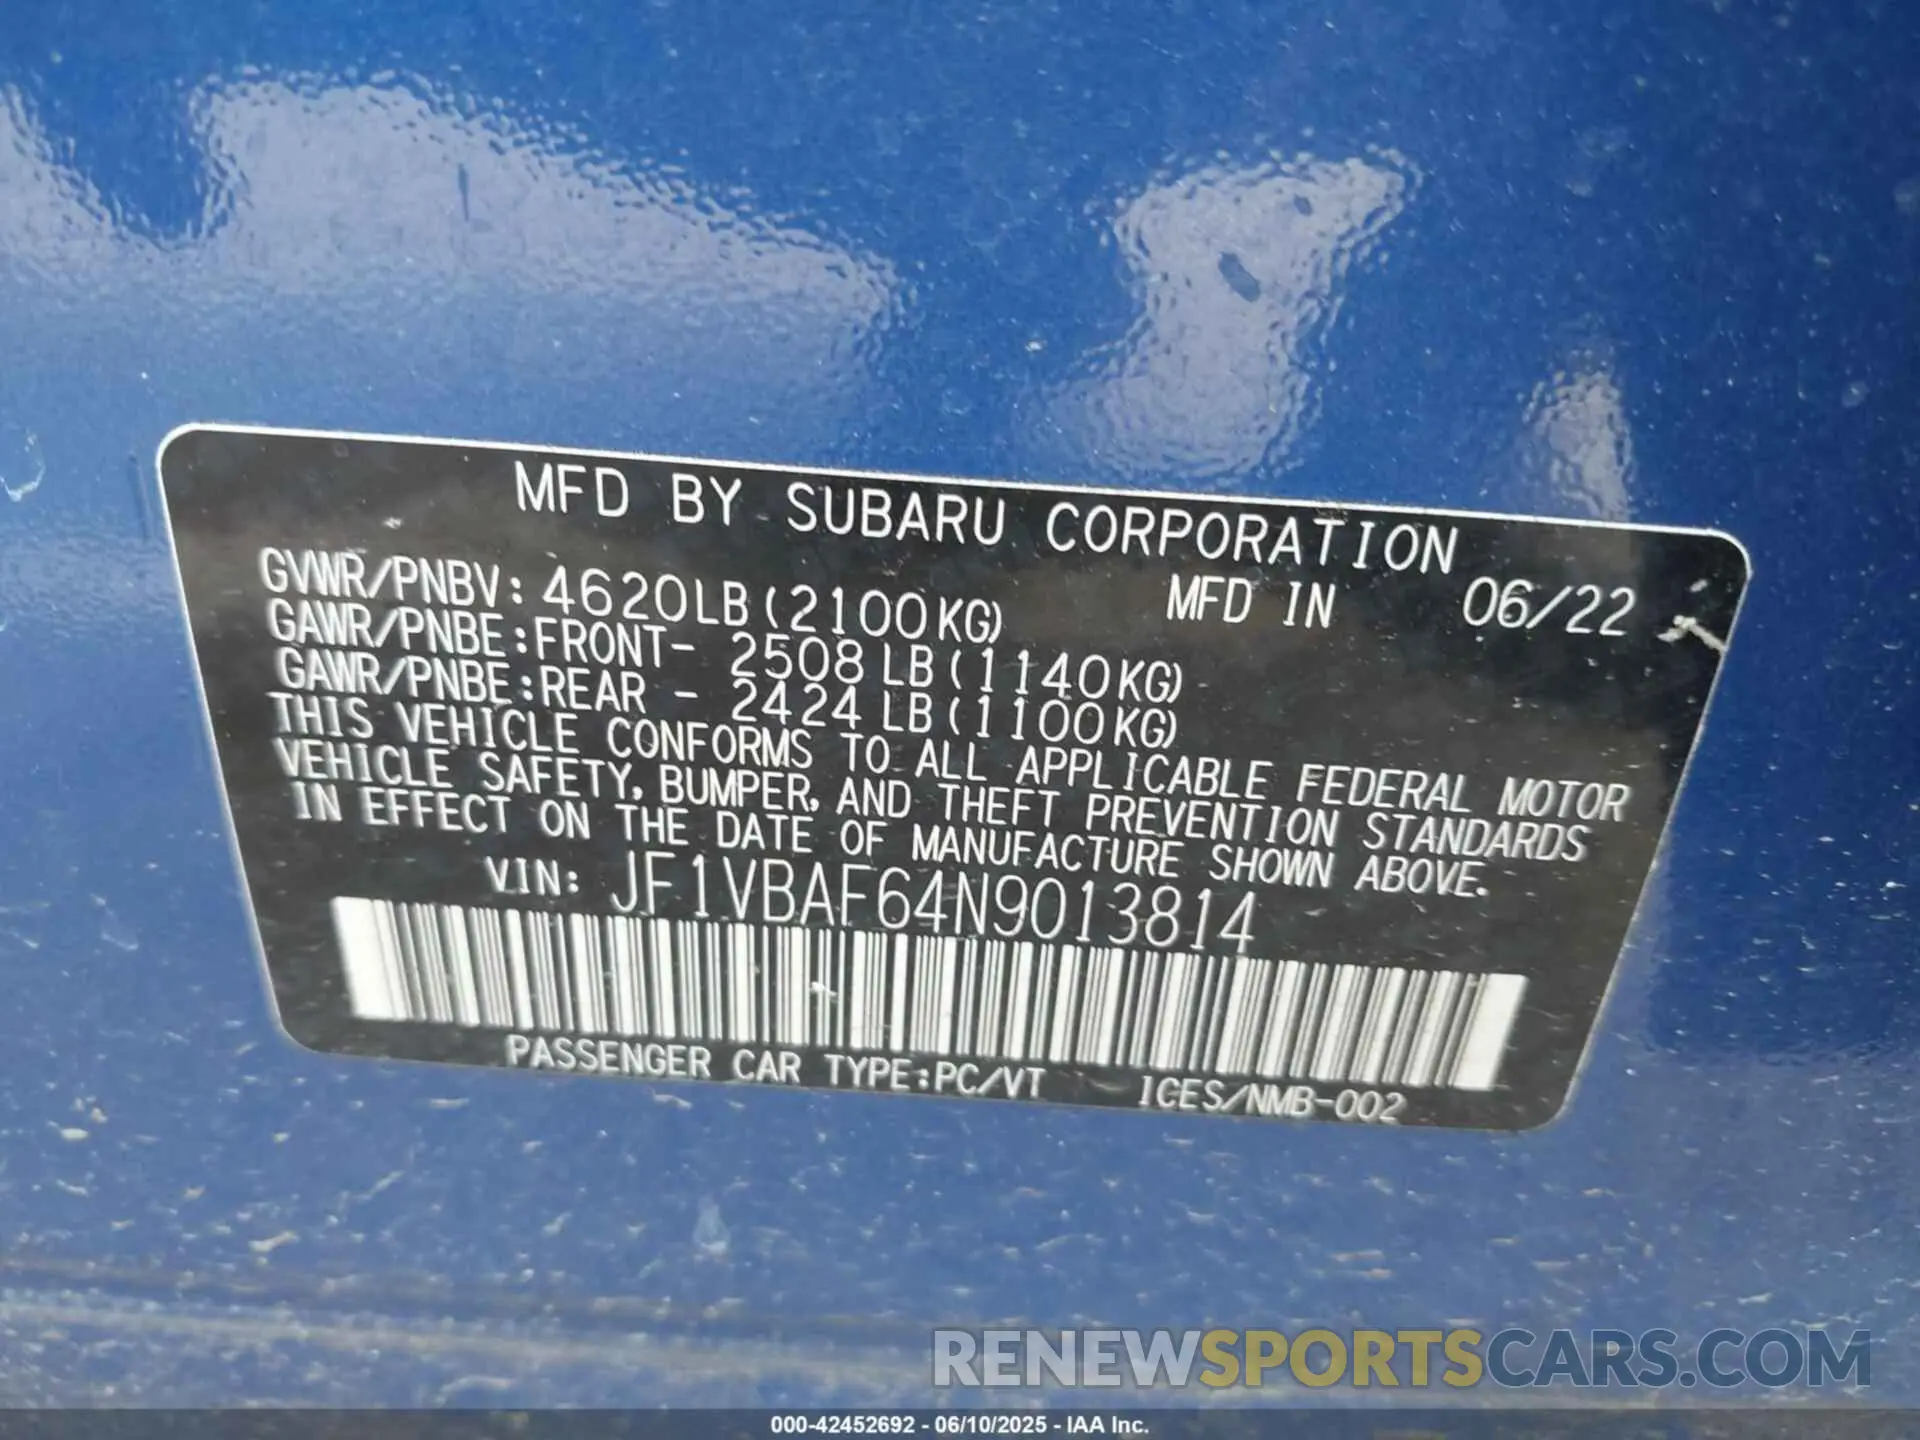 MFD BY SUBARU CORPORATION
GVWR/PNBV: 4620LB (2100KG) MFD IN 06/22
GAWR/PNBE:FRONT- 2508 LB (1140KG)
GAWR/PNBE:REAR - 2424 LB (1100KG)
THIS VEHICLE CONFORMS TO ALL APPLICABLE FEDERAL MOTOR
VEHICLE SAFETY, BUMPER, AND THEFT PREVENTION STANDARDS
IN EFFECT ON THE DATE OF MANUFACTURE SHOWN ABOVE.
VIN: JF1VBAF64N9013814
PASSENGER CAR TYPE:PC/VT ICES/NMB-002
RENEWSPORTSCARS.COM
000-42452692 - 06/10/2025 - IAA Inc.